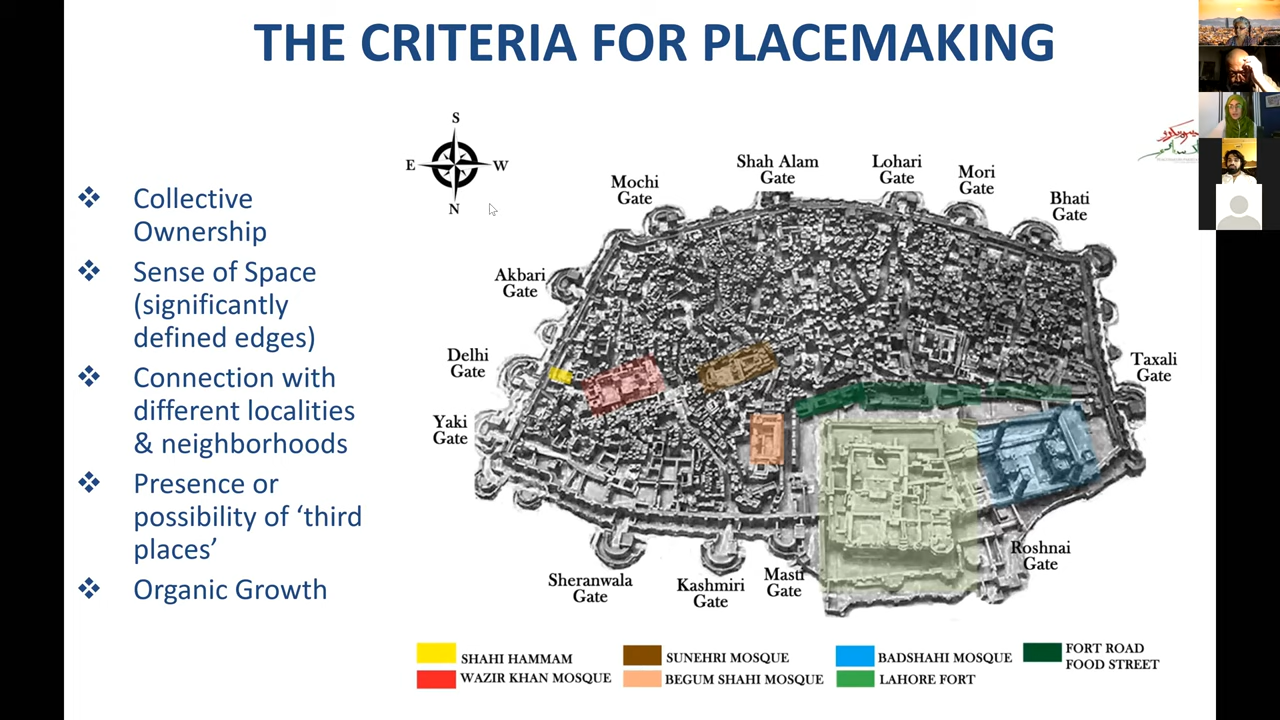 THE CRITERIA FOR PLACEMAKING
❖ Collective
Ownership
❖ Sense of Space
(significantly
defined edges)
❖ Connection with
different localities
& neighborhoods
❖ Presence or
possibility of ‘third
places’
❖ Organic Growth
S
E
W
N
Mochi
Gate
Shah Alam
Gate
Lohari
Gate
Mori
Gate
Bhati
Gate
Akbari
Gate
Delhi
Gate
Taxali
Gate
Yaki
Gate
Sheranwala
Gate
Kashmiri
Gate
Masti
Gate
Roshnai
Gate
SHAHI HAMMAM
WAZIR KHAN MOSQUE
SUNEHRI MOSQUE
BEGUM SHAHI MOSQUE
BADSHAHI MOSQUE
LAHORE FORT
FORT ROAD
FOOD STREET